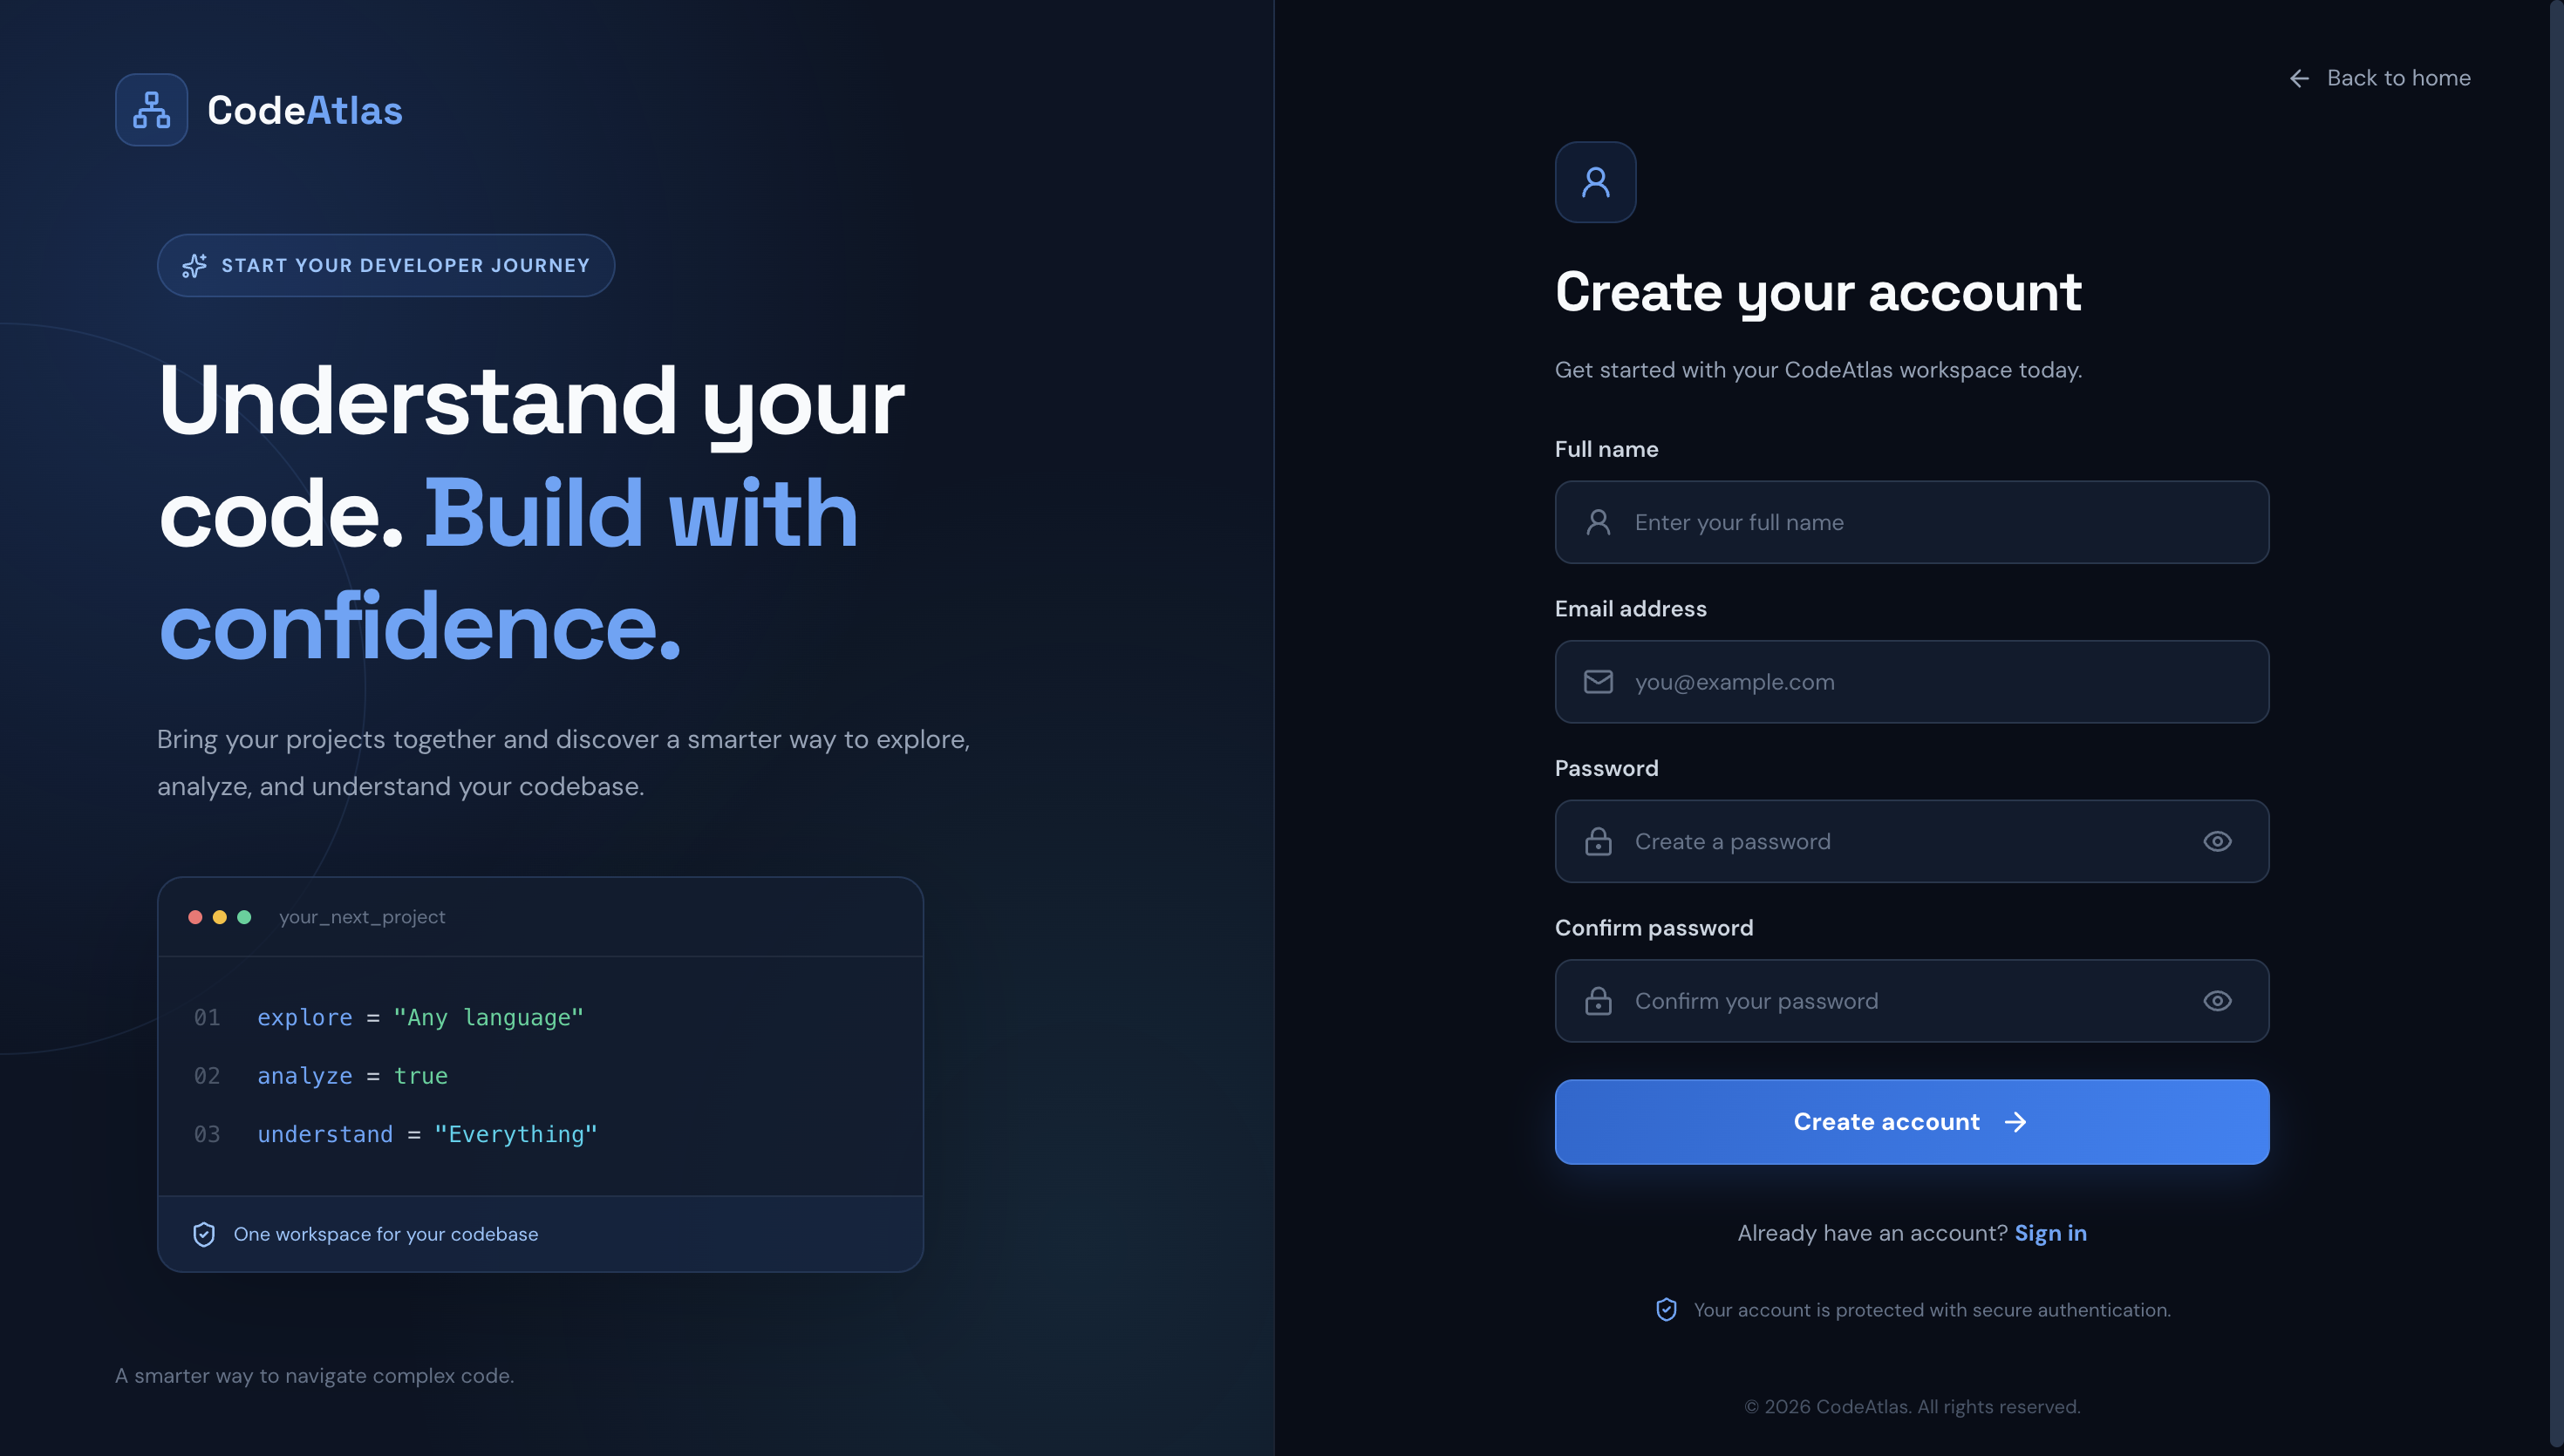 CodeAtlas
START YOUR DEVELOPER JOURNEY
Understand your
code. Build with
confidence.
Bring your projects together and discover a smarter way to explore,
analyze, and understand your codebase.
your_next_project
01 explore = "Any language"
02 analyze = true
03 understand = "Everything"
One workspace for your codebase
A smarter way to navigate complex code.
Back to home
Create your account
Get started with your CodeAtlas workspace today.
Full name
Enter your full name
Email address
you@example.com
Password
Create a password
Confirm password
Confirm your password
Create account
Already have an account? Sign in
Your account is protected with secure authentication.
© 2026 CodeAtlas. All rights reserved.